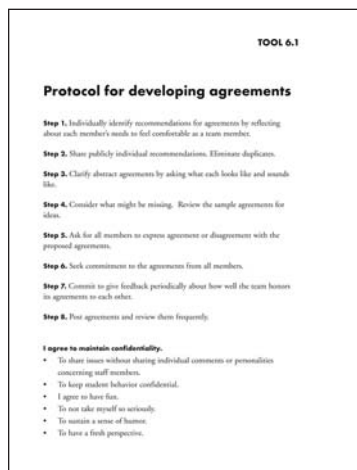 TOOL 6.1
Protocol for developing agreements
Step 1. Individually identify recommendations for agreements by reflecting
about each member's needs to feel comfortable as a team member.
Step 2. Share publicly individual recommendations. Eliminate duplicates.
Step 3. Clarify abstract agreements by asking what each looks like and sounds
like.
Step 4. Consider what might be missing. Review the sample agreements for
ideas.
Step 5. Ask for all members to express agreement or disagreement with the
proposed agreements.
Step 6. Seek commitment to the agreements from all members.
Step 7. Commit to give feedback periodically about how well the team honors
its agreements to each other.
Step 8. Post agreements and review them frequently.
I agree to maintain confidentiality.
• To share issues without sharing individual comments or personalities
concerning staff members.
• To keep student behavior confidential.
• I agree to have fun.
• To not take myself so seriously.
• To sustain a sense of humor.
• To have a fresh perspective.